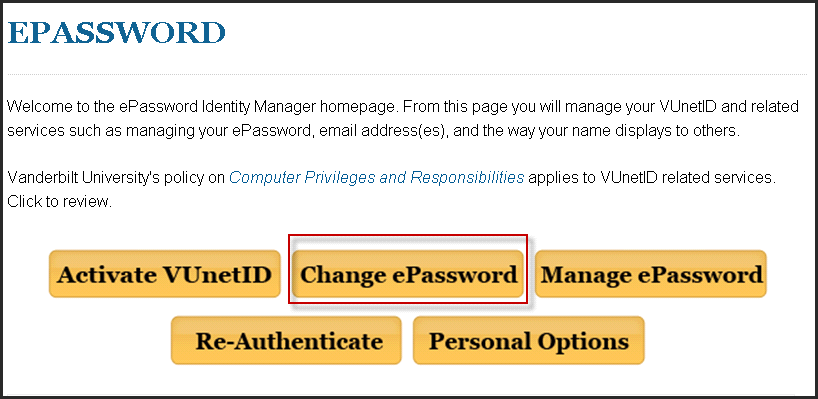 EPASSWORD
Welcome to the ePassword Identity Manager homepage. From this page you will manage your VUnetID and related
services such as managing your ePassword, email address(es), and the way your name displays to others.
Vanderbilt University's policy on Computer Privileges and Responsibilities applies to VUnetID related services.
Click to review.
Activate VUnetID Change ePassword Manage ePassword
Re-Authenticate Personal Options